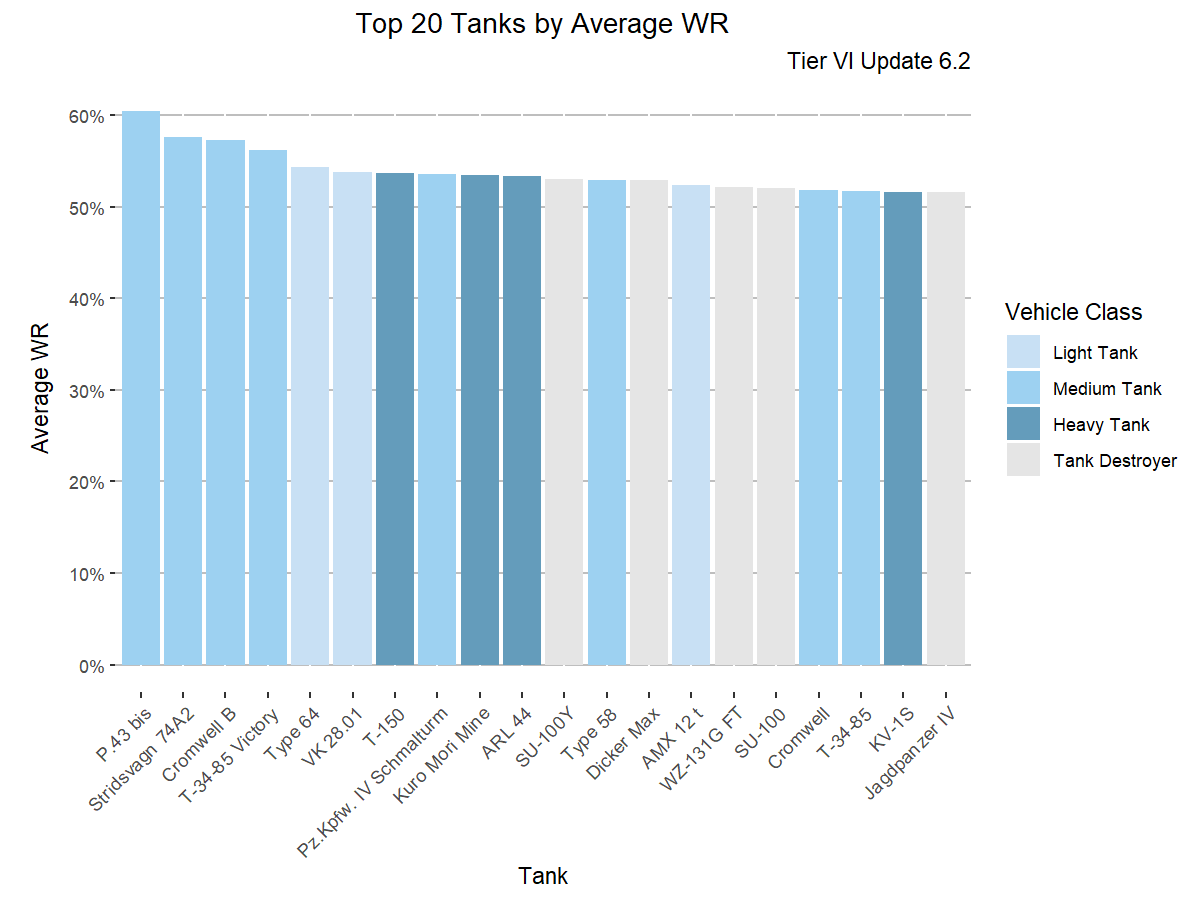 Top 20 Tanks by Average WR
Tier VI Update 6.2
60%
50%
40%
30%
20%
10%
0%
Average WR
P.43 bis
Stridsvagn 74A2
Cromwell B
T-34-85 Victory
Type 64
VK 28.01
T-150
Pz.Kpfw. IV Schmalturm
Kuro Mori Mine
ARL 44
SU-100Y
Type 58
Dicker Max
AMX 12 t
WZ-131G FT
SU-100
Cromwell
T-34-85
KV-1S
Jagdpanzer IV
Tank
Vehicle Class
Light Tank
Medium Tank
Heavy Tank
Tank Destroyer